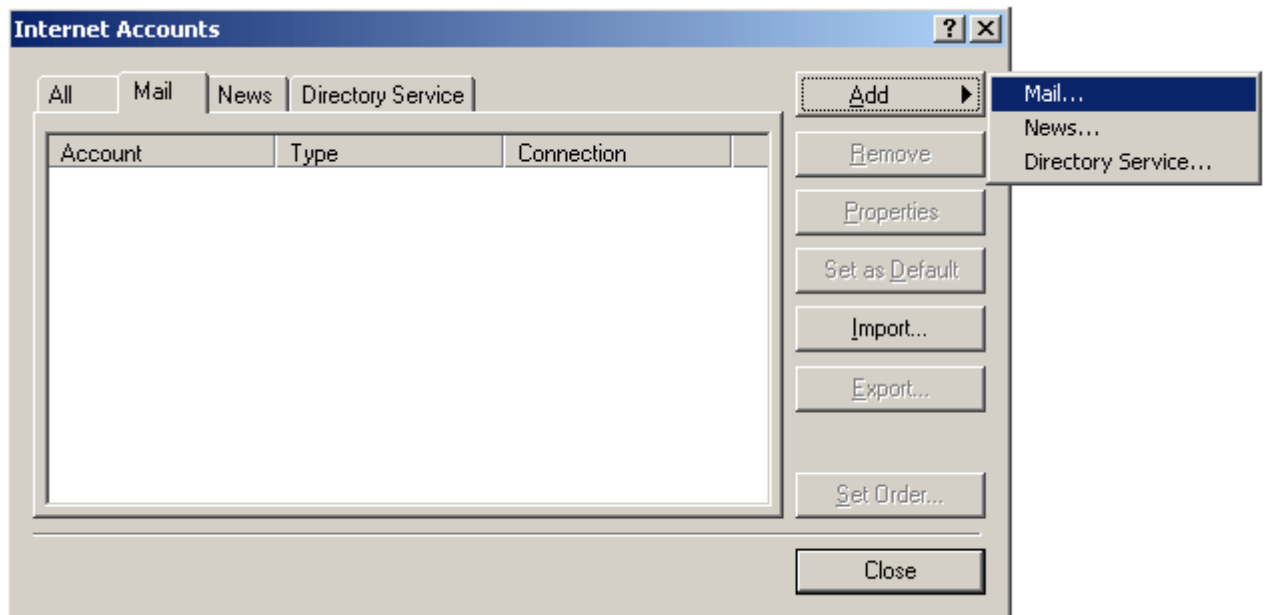 Internet Accounts
All Mail News Directory Service
Account Type Connection
Add
Remove
Properties
Set as Default
Import...
Export...
Set Order...
Close
Mail...
News...
Directory Service...